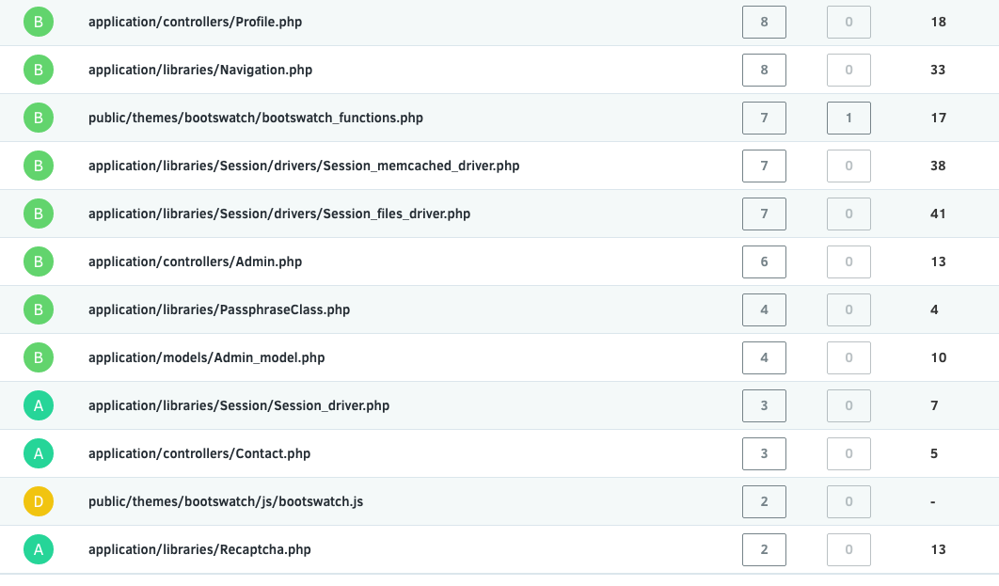 B application/controllers/Profile.php 8 0 18
B application/libraries/Navigation.php 8 0 33
B public/themes/bootswatch/bootswatch_functions.php 7 1 17
B application/libraries/Session/drivers/Session_memcached_driver.php 7 0 38
B application/libraries/Session/drivers/Session_files_driver.php 7 0 41
B application/controllers/Admin.php 6 0 13
B application/libraries/PassphraseClass.php 4 0 4
B application/models/Admin_model.php 4 0 10
A application/libraries/Session/Session_driver.php 3 0 7
A application/controllers/Contact.php 3 0 5
D public/themes/bootswatch/js/bootswatch.js 2 0 -
A application/libraries/Recaptcha.php 2 0 13